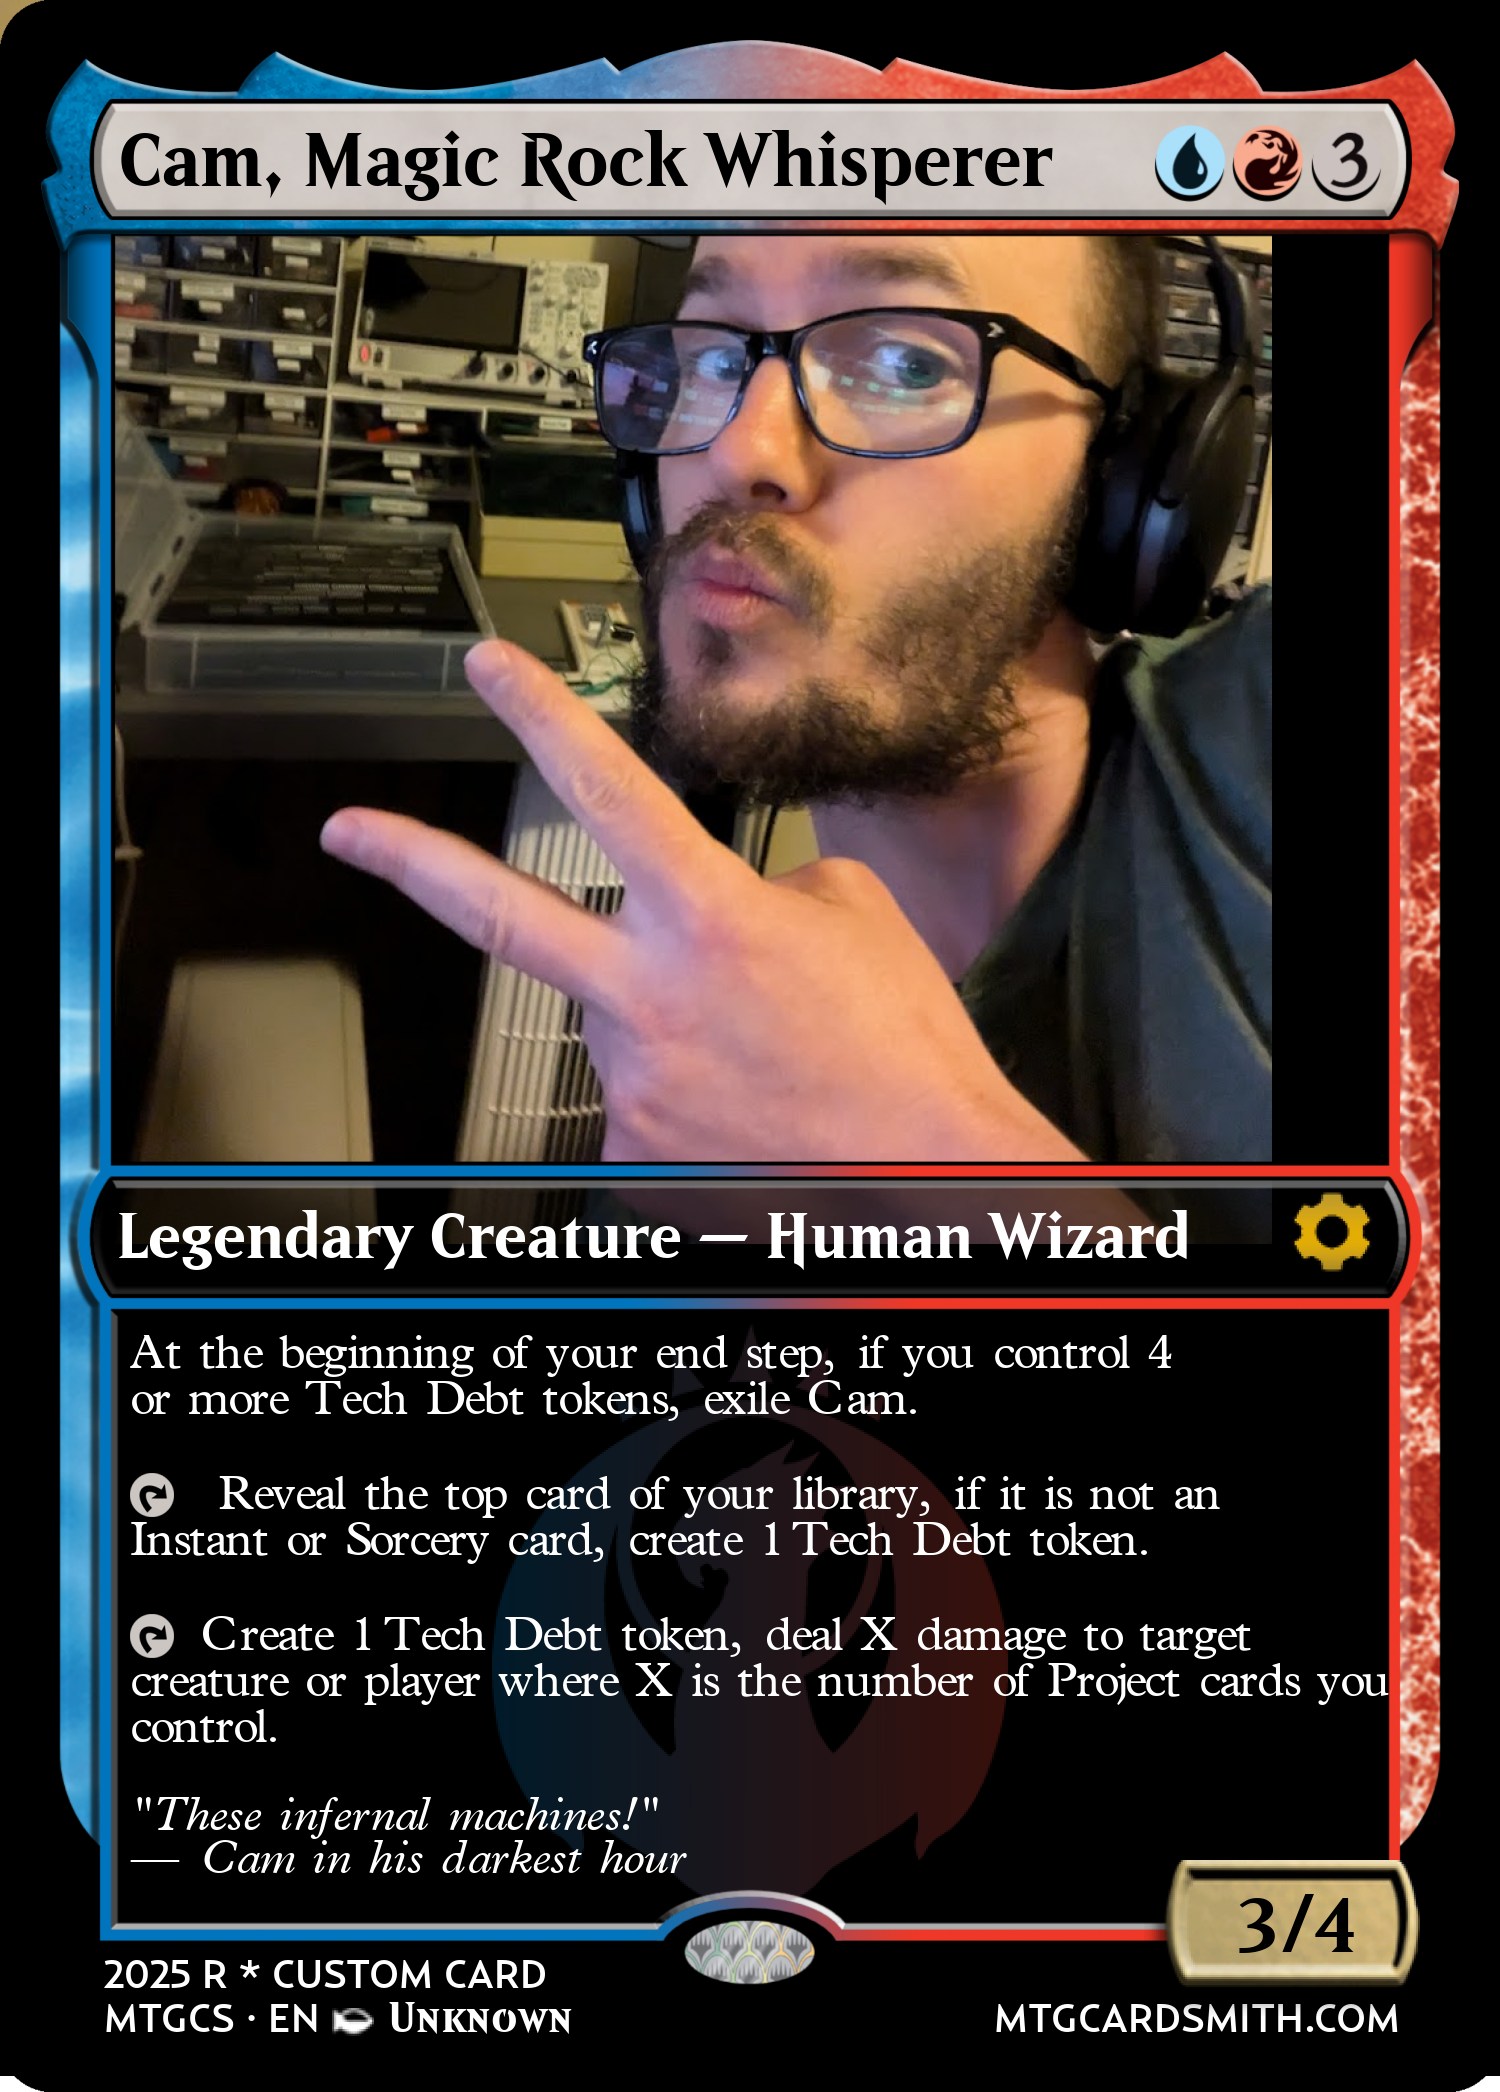 Cam, Magic Rock Whisperer 3
Legendary Creature — Human Wizard
At the beginning of your end step, if you control 4
or more Tech Debt tokens, exile Cam.
Reveal the top card of your library, if it is not an
Instant or Sorcery card, create 1 Tech Debt token.
Create 1 Tech Debt token, deal X damage to target
creature or player where X is the number of Project cards you
control.
"These infernal machines!"
— Cam in his darkest hour
3/4
2025 R * CUSTOM CARD
MTGCS · EN Unknown
MTGCARDSMITH.COM